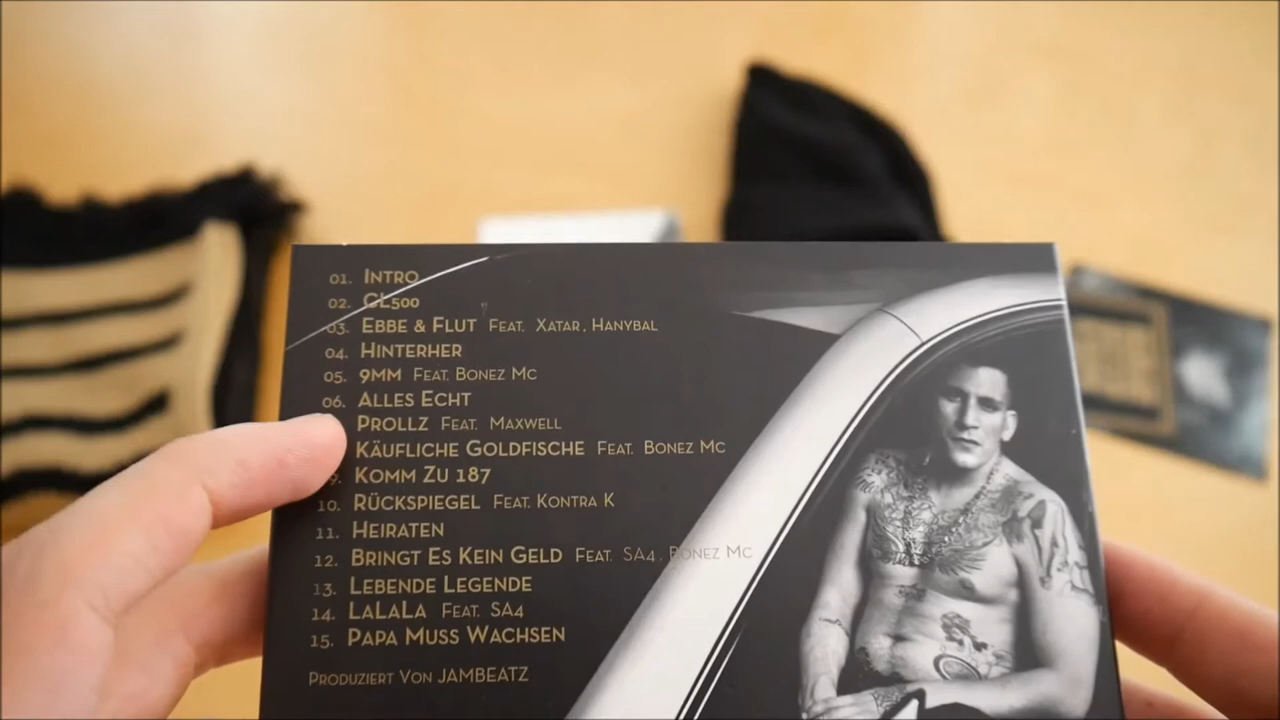 01. INTRO
02. CL500
03. EBBE & FLUT FEAT. XATAR, HANYBAL
04. HINTERHER
05. 9MM FEAT. BONEZ MC
06. ALLES ECHT
PROLLZ FEAT. MAXWELL
KÄUFLICHE GOLDFISCHE FEAT. BONEZ MC
9. KOMM ZU 187
10. RÜCKSPIEGEL FEAT. KONTRA K
11. HEIRATEN
12. BRINGT ES KEIN GELD FEAT. SA4, BONEZ MC
13. LEBENDE LEGENDE
14. LALALA FEAT. SA4
15. PAPA MUSS WACHSEN
PRODUZIERT VON JAMBEATZ